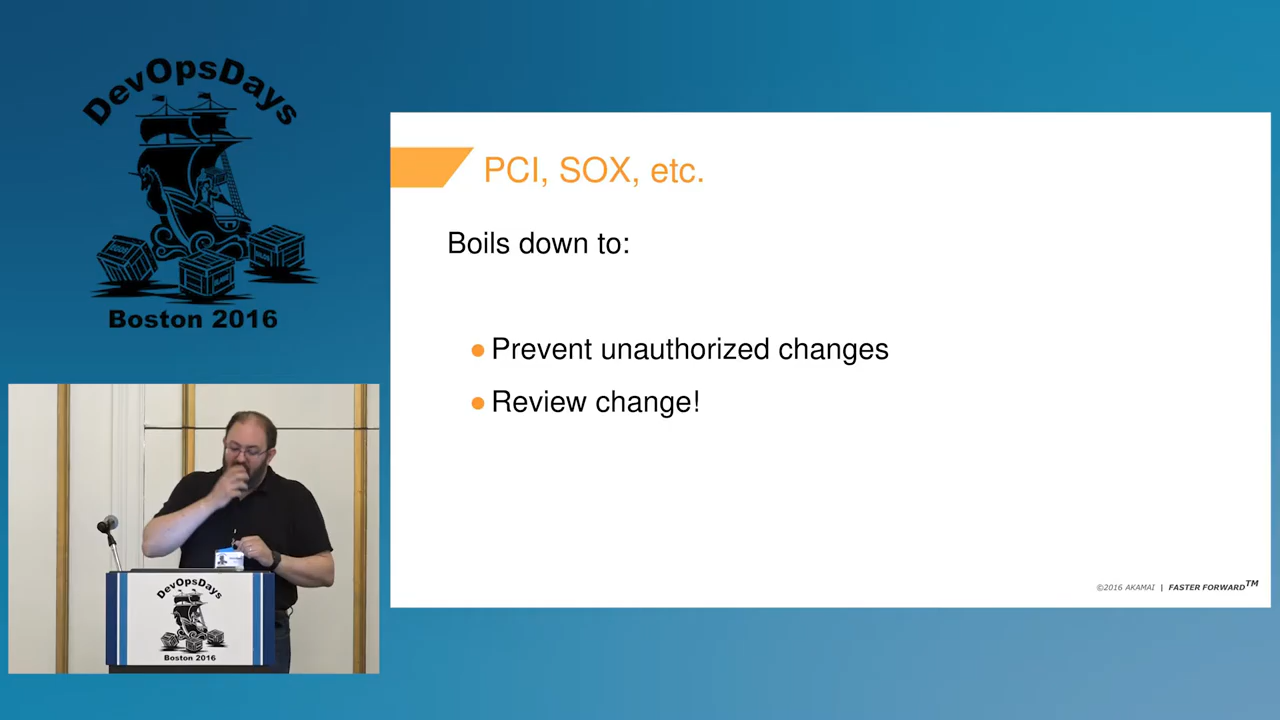 DevOpsDays
Boston 2016
PCI, SOX, etc.
Boils down to:
● Prevent unauthorized changes
● Review change!
©2016 AKAMAI | FASTER FORWARD™
DevOpsDays
Boston 2016